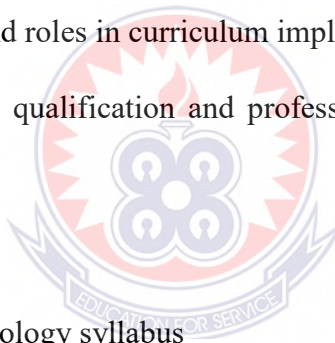 d roles in curriculum impl
qualification and profess
EDUCATION FOR SERVICE
ology syllabus